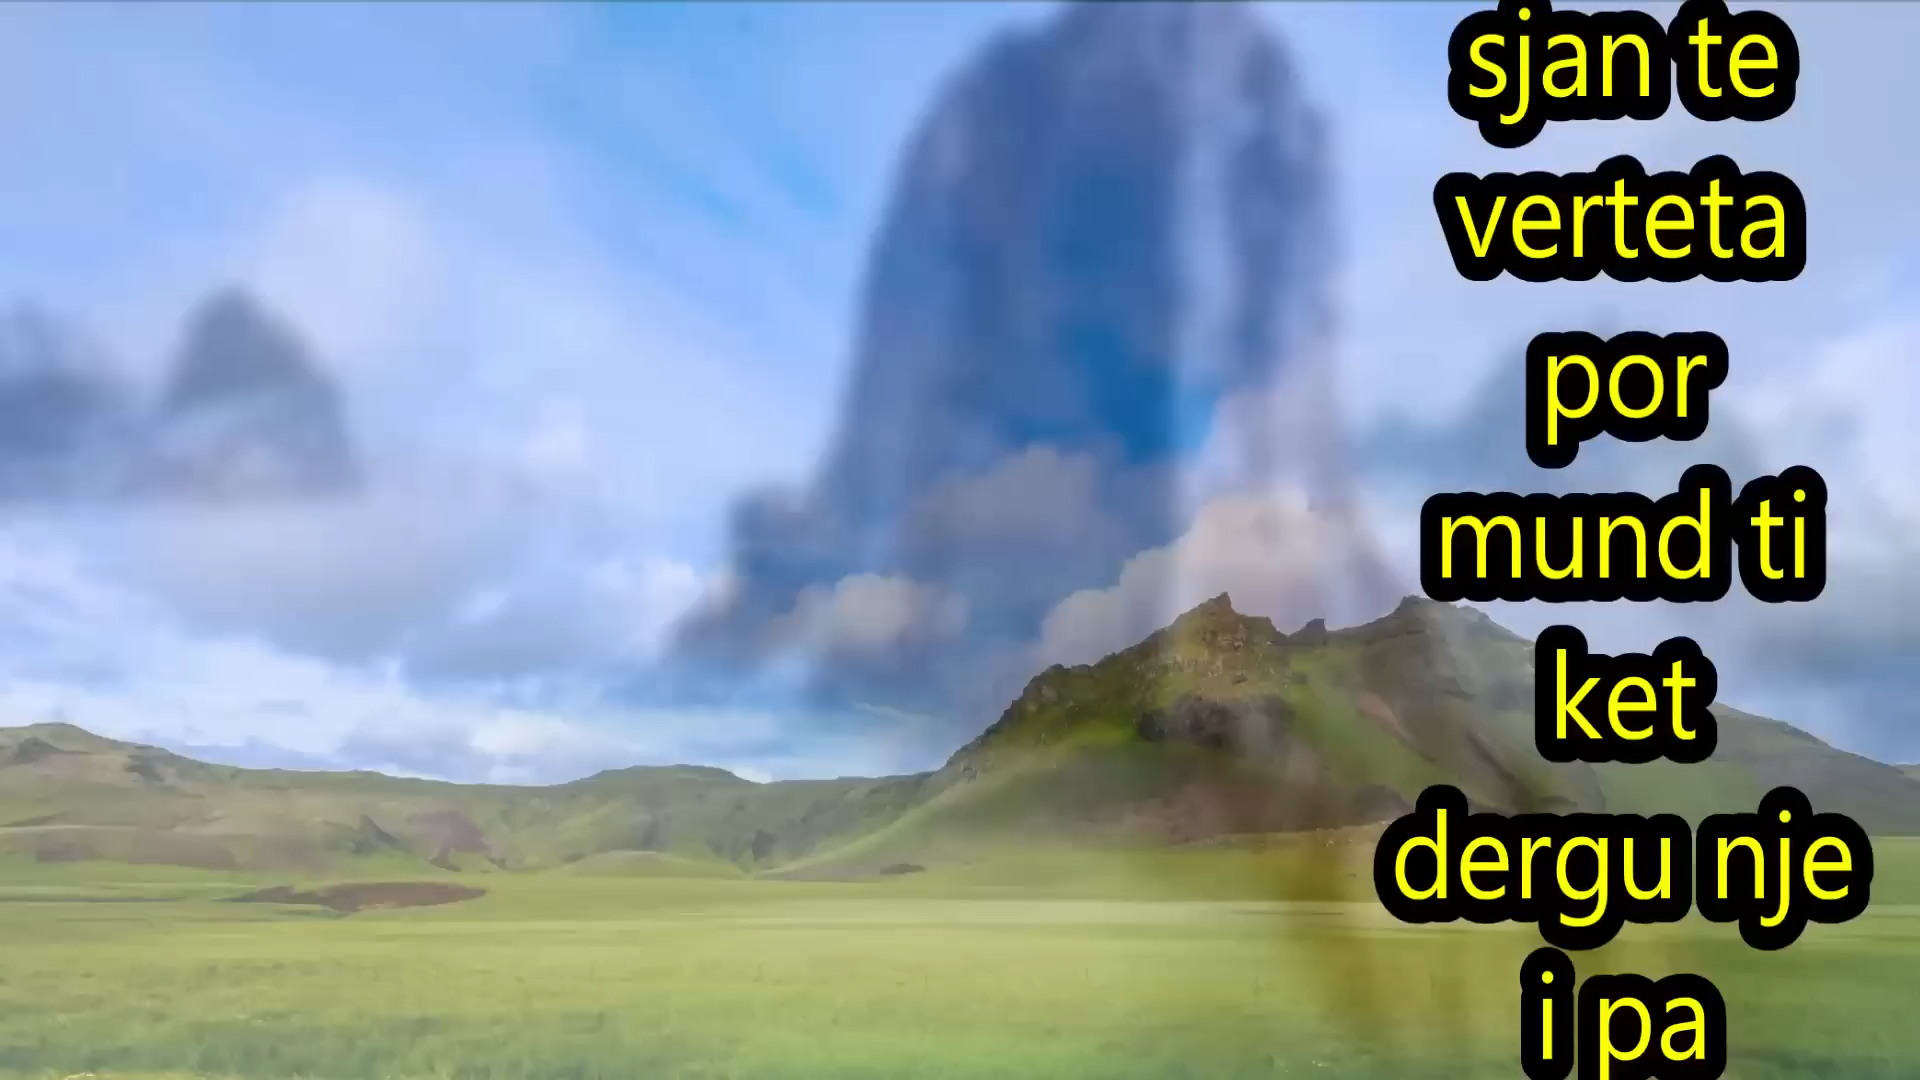 sjan te
verteta
por
mund ti
ket
dergu nje
i pa